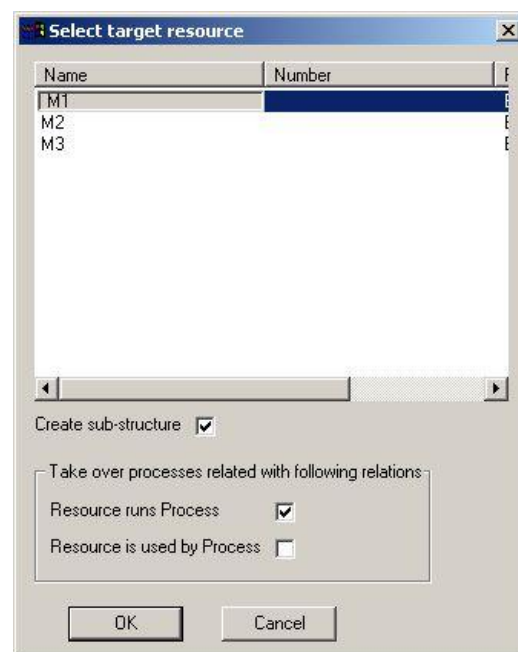 Select target resource
Name Number
M1
M2
M3
Create sub-structure
Take over processes related with following relations
Resource runs Process
Resource is used by Process
OK Cancel